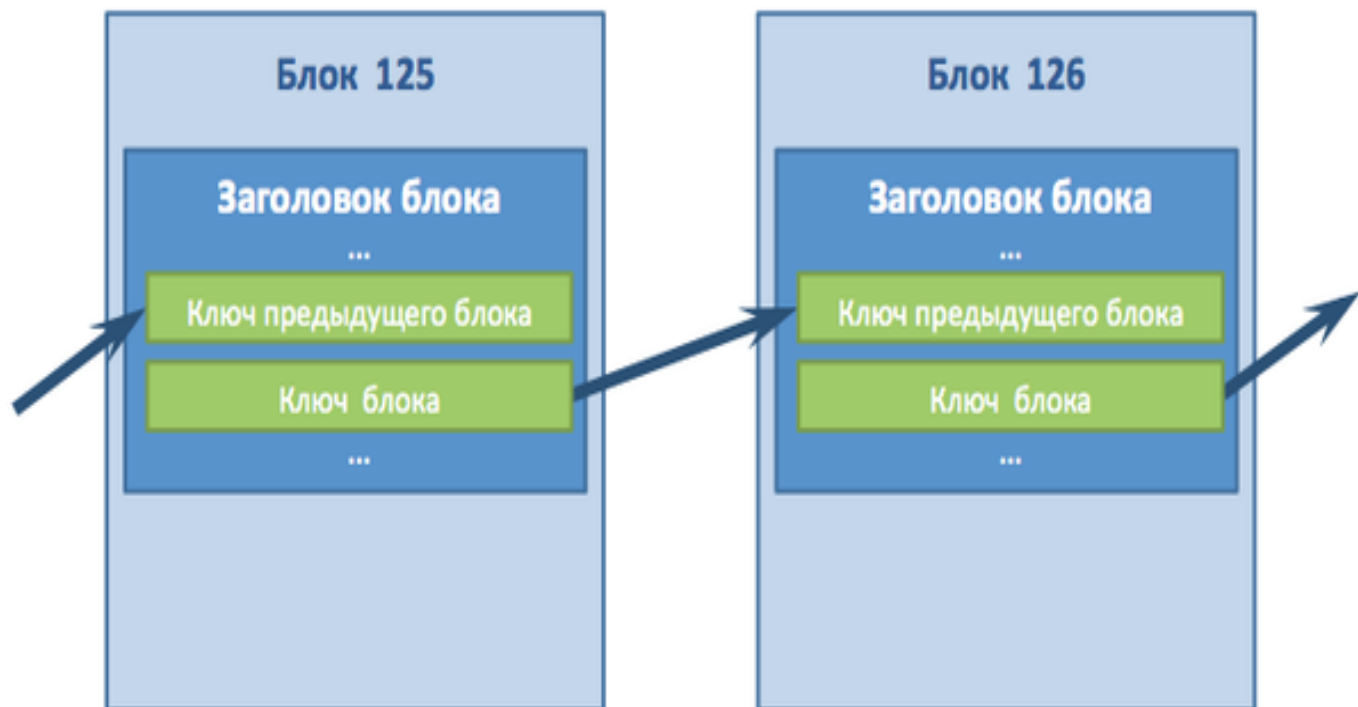 Блок 125
Заголовок блока
...
Ключ предыдущего блока
Ключ блока
...
Блок 126
Заголовок блока
...
Ключ предыдущего блока
Ключ блока
...